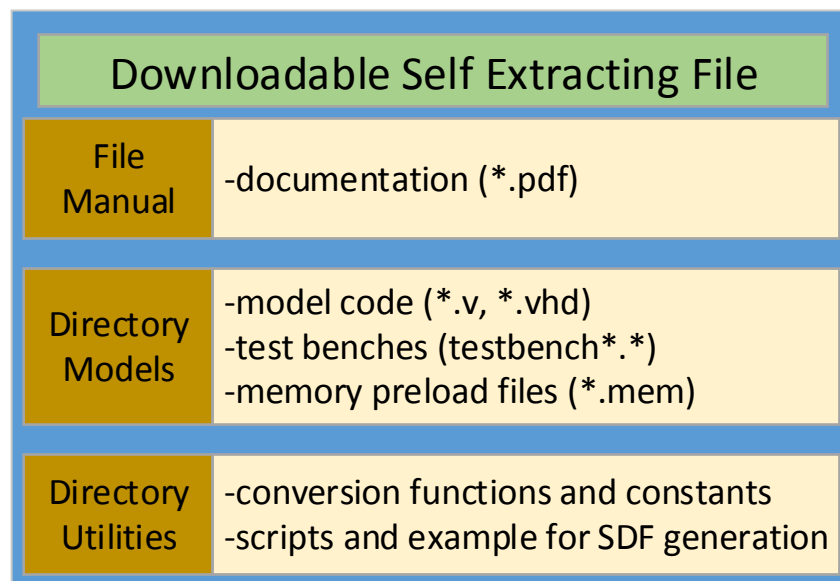 Downloadable Self Extracting File
File
Manual
-documentation (*.pdf)
Directory
Models
-model code (*.v, *.vhd)
-test benches (testbench*.*)
-memory preload files (*.mem)
Directory
Utilities
-conversion functions and constants
-scripts and example for SDF generation